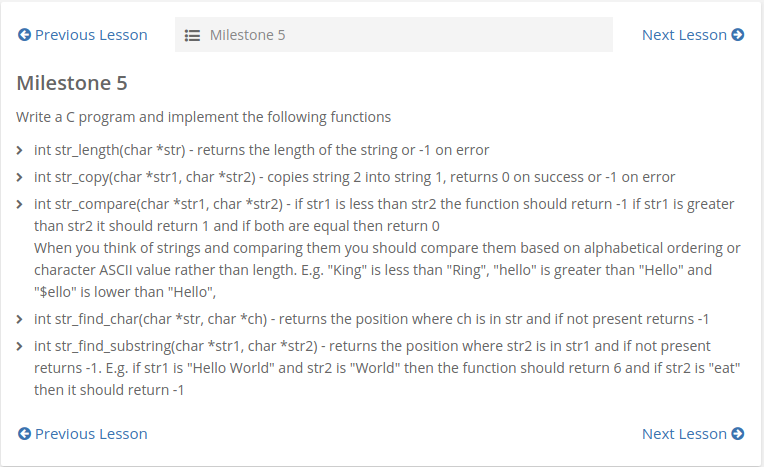 Previous Lesson
Milestone 5
Next Lesson
Milestone 5
Write a C program and implement the following functions
int str_length(char *str) - returns the length of the string or -1 on error
int str_copy(char *str1, char *str2) - copies string 2 into string 1, returns 0 on success or -1 on error
int str_compare(char *str1, char *str2) - if str1 is less than str2 the function should return -1 if str1 is greater
than str2 it should return 1 and if both are equal then return 0
When you think of strings and comparing them you should compare them based on alphabetical ordering or
character ASCII value rather than length. E.g. "King" is less than "Ring", "hello" is greater than "Hello" and
"$ello" is lower than "Hello",
int str_find_char(char *str, char *ch) - returns the position where ch is in str and if not present returns -1
int str_find_substring(char *str1, char *str2) - returns the position where str2 is in str1 and if not present
returns -1. E.g. if str1 is "Hello World" and str2 is "World" then the function should return 6 and if str2 is "eat"
then it should return -1
Previous Lesson
Next Lesson